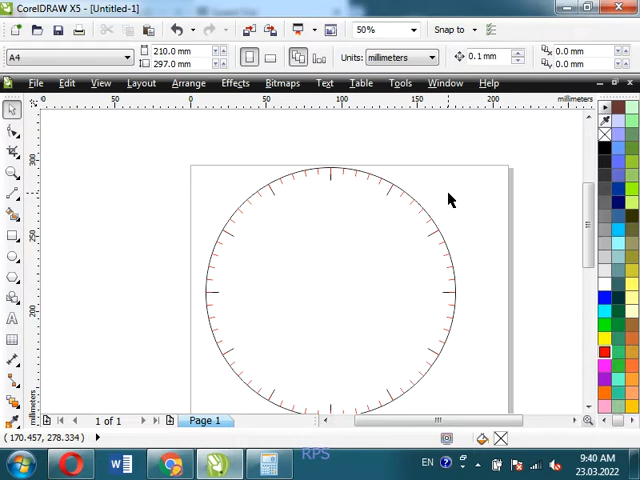 CorelDRAW X5 - [Untitled-1]
50%
Snap to
A4
210.0 mm
297.0 mm
Units: millimeters
0.1 mm
0.0 mm
0.0 mm
File Edit View Layout Arrange Effects Bitmaps Text Table Tools Window Help
50 0 50 100 150 200 millimeters
300
250
200
millimeters
1 of 1
Page 1
(170.457, 278.334)
RPS
EN
9:40 AM
23.03.2022